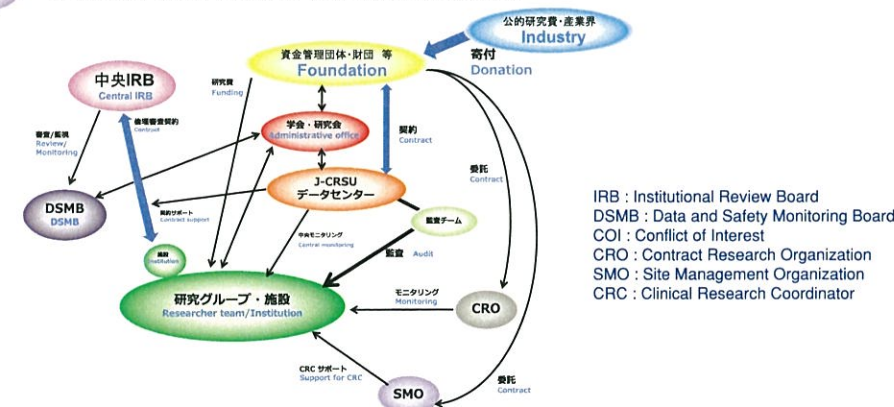 公的研究費・産業界
Industry
寄付
Donation
資金管理団体・財団 等
Foundation
中央IRB
Central IRB
研究費
Funding
倫理審査契約
Contract
審査/監視
Review/
Monitoring
学会・研究会
Administrative office
契約
Contract
委託
Contract
J-CRSU
データセンター
DSMB
DSMB
契約サポート
Contract support
監査チーム
中央モニタリング
Central monitoring
監査 Audit
施設
Institution
研究グループ・施設
Researcher team/Institution
モニタリング
Monitoring
CRO
CRC サポート
Support for CRC
SMO
委託
Contract
IRB : Institutional Review Board
DSMB : Data and Safety Monitoring Board
COI : Conflict of Interest
CRO : Contract Research Organization
SMO : Site Management Organization
CRC : Clinical Research Coordinator